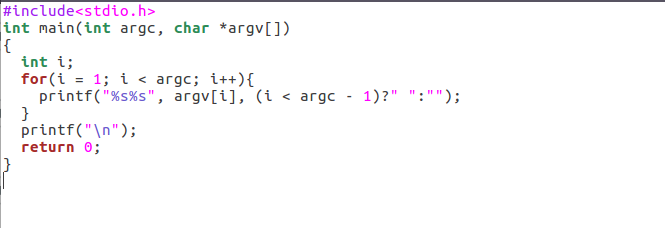 #include<stdio.h>
int main(int argc, char *argv[])
{
  int i;
  for(i = 1; i < argc; i++){
    printf("%s%s", argv[i], (i < argc - 1)?" ":"");
  }
  printf("\n");
  return 0;
}